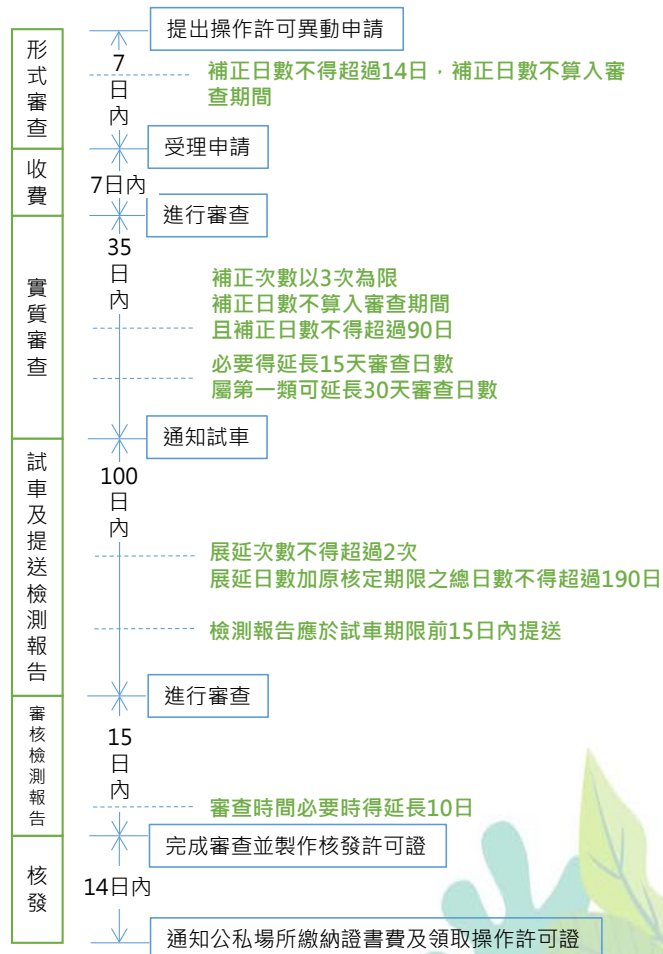 提出操作許可異動申請
形式審查
7日內
補正日數不得超過14日，補正日數不算入審
查期間
受理申請
收費
7日內
進行審查
實質審查
35日內
補正次數以3次為限
補正日數不算入審查期間
且補正日數不得超過90日
必要得延長15天審查日數
屬第一類可延長30天審查日數
通知試車
試車及提送檢測報告
100日內
展延次數不得超過2次
展延日數加原核定期限之總日數不得超過190日
檢測報告應於試車期限前15日內提送
進行審查
審核檢測報告
15日內
審查時間必要時得延長10日
完成審查並製作核發許可證
核發
14日內
通知公私場所繳納證書費及領取操作許可證